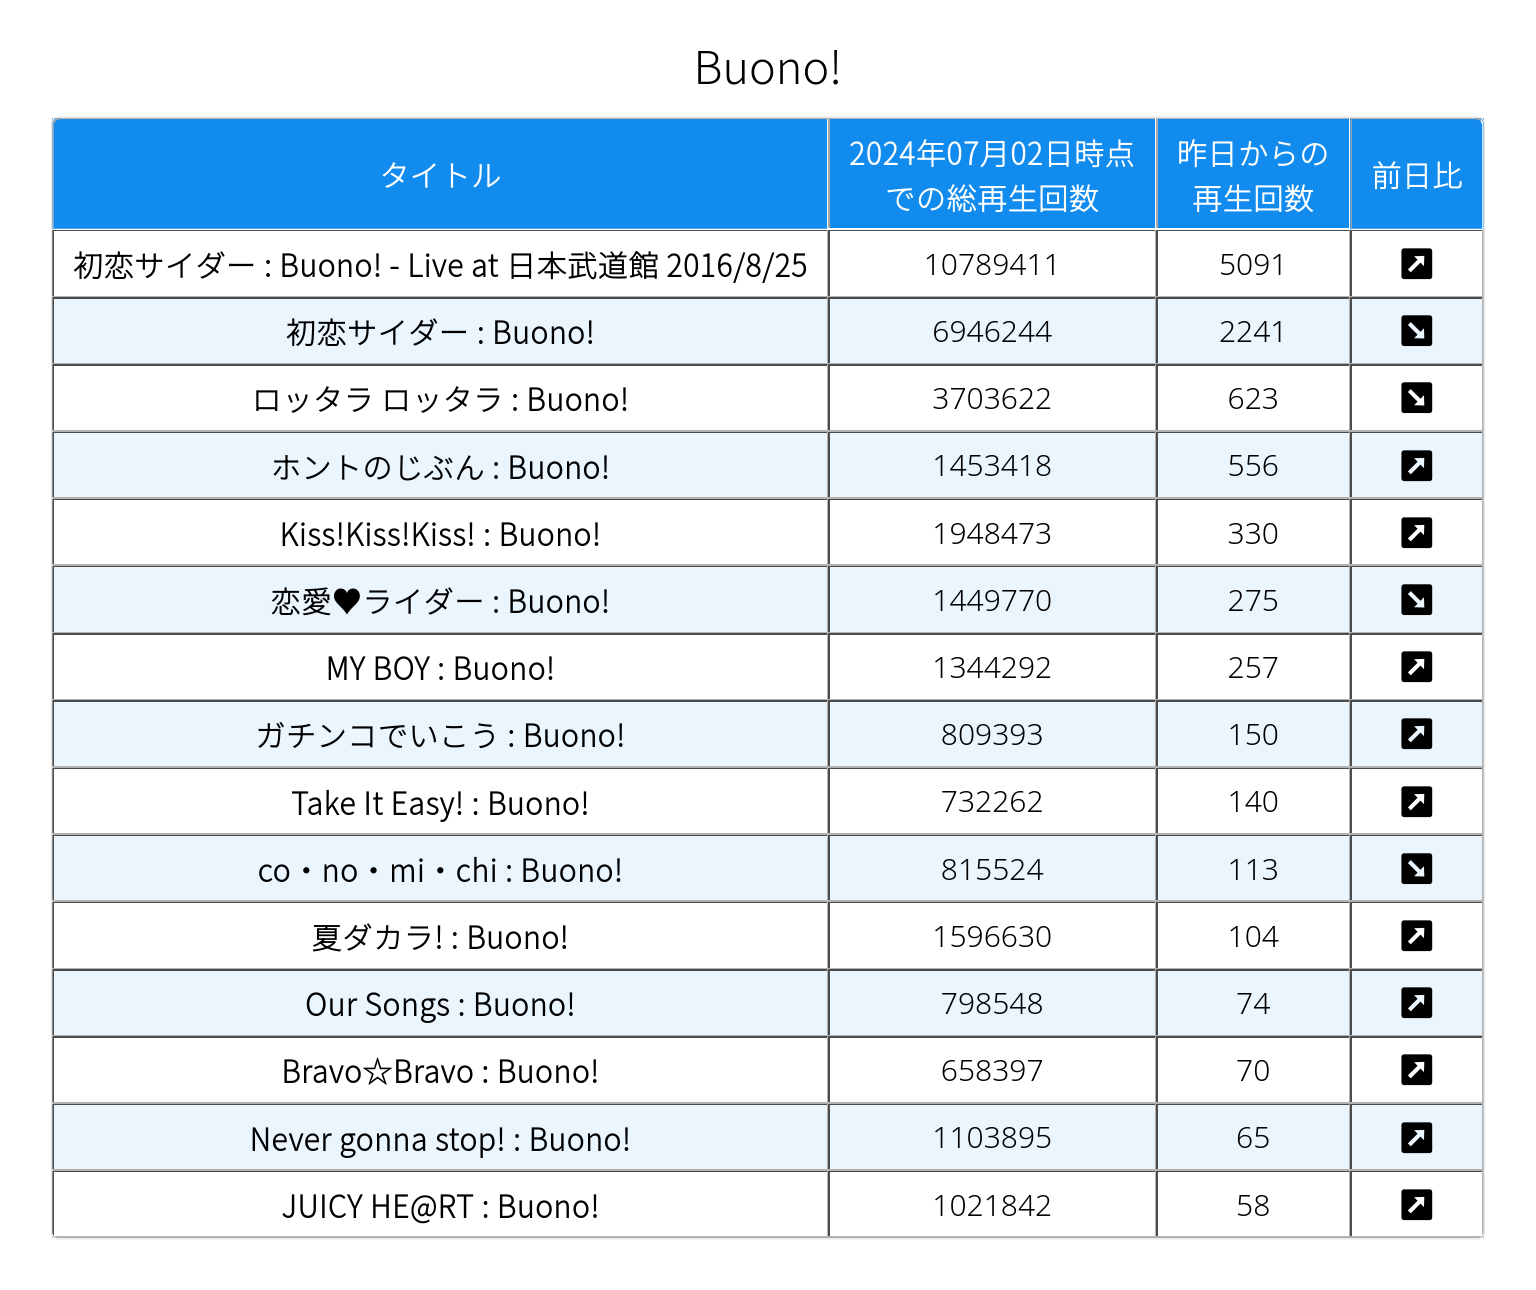 Buono!
タイトル 2024年07月02日時点での総再生回数 昨日からの再生回数 前日比
初恋サイダー : Buono! - Live at 日本武道館 2016/8/25 10789411 5091 ↗
初恋サイダー : Buono! 6946244 2241 ↘
ロッタラ ロッタラ : Buono! 3703622 623 ↘
ホントのじぶん : Buono! 1453418 556 ↗
Kiss!Kiss!Kiss! : Buono! 1948473 330 ↗
恋愛♥ライダー : Buono! 1449770 275 ↘
MY BOY : Buono! 1344292 257 ↗
ガチンコでいこう : Buono! 809393 150 ↗
Take It Easy! : Buono! 732262 140 ↗
co・no・mi・chi : Buono! 815524 113 ↘
夏ダカラ! : Buono! 1596630 104 ↗
Our Songs : Buono! 798548 74 ↗
Bravo☆Bravo : Buono! 658397 70 ↗
Never gonna stop! : Buono! 1103895 65 ↗
JUICY HE@RT : Buono! 1021842 58 ↗